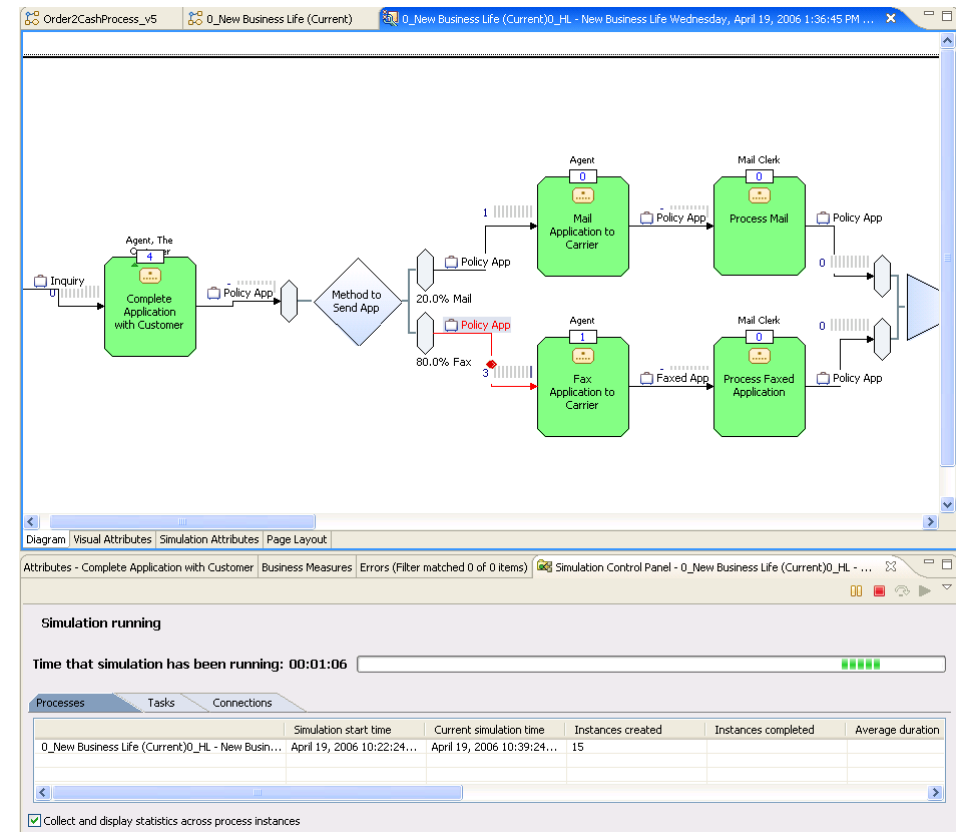 Order2CashProcess_v5
0_New Business Life (Current)
0_New Business Life (Current)0_HL - New Business Life Wednesday, April 19, 2006 1:36:45 PM ...
Agent
0
Mail
Application to
Carrier
Mail Clerk
0
Process Mail
1
Policy App
Policy App
Agent, The
4
Complete
Application
with Customer
Inquiry
0
Policy App
Method to
Send App
Policy App
20.0% Mail
0
Policy App
80.0% Fax
3
Agent
1
Fax
Application to
Carrier
Faxed App
Mail Clerk
0
Process Faxed
Application
0
Policy App
Diagram Visual Attributes Simulation Attributes Page Layout
Attributes - Complete Application with Customer Business Measures Errors (Filter matched 0 of 0 items) Simulation Control Panel - 0_New Business Life (Current)0_HL - ...
Simulation running
Time that simulation has been running: 00:01:06
Processes Tasks Connections
Simulation start time Current simulation time Instances created Instances completed Average duration
0_New Business Life (Current)0_HL - New Busin... April 19, 2006 10:22:24... April 19, 2006 10:39:24... 15
Collect and display statistics across process instances